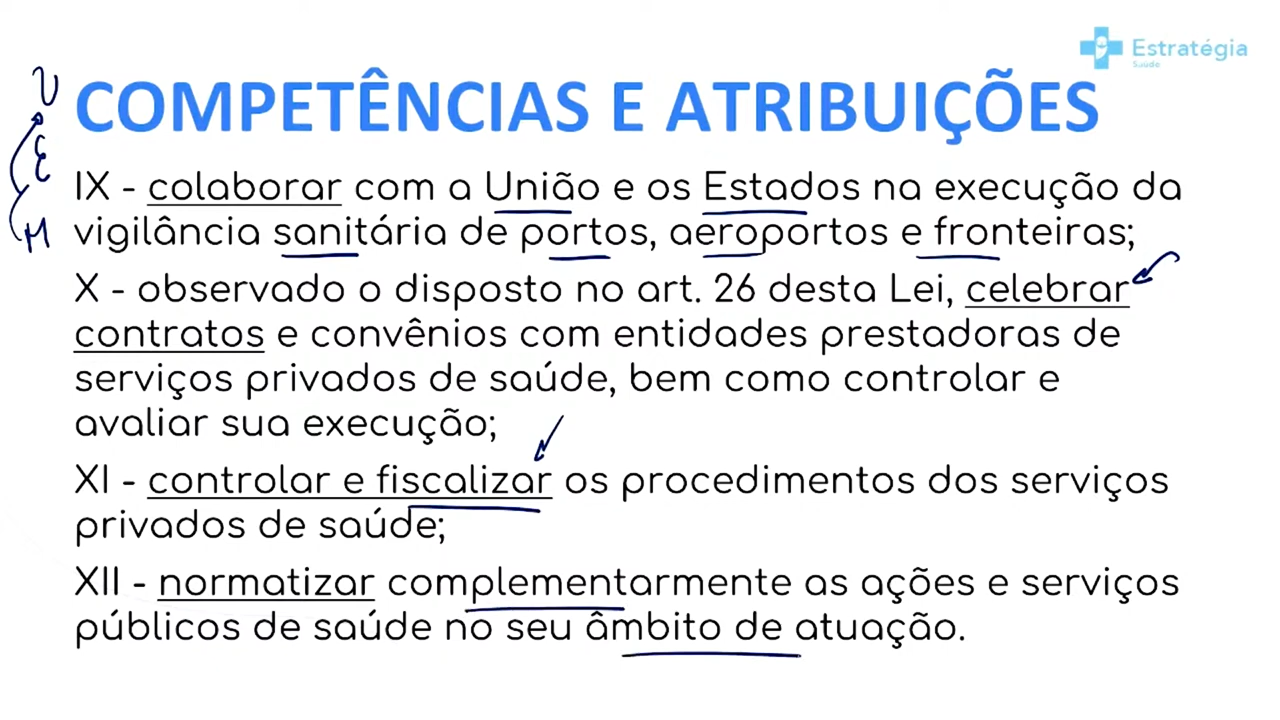 Estratégia
Saúde
U
COMPETÊNCIAS E ATRIBUIÇÕES
E
IX - colaborar com a União e os Estados na execução da
M
vigilância sanitária de portos, aeroportos e fronteiras;
X - observado o disposto no art. 26 desta Lei, celebrar
contratos e convênios com entidades prestadoras de
serviços privados de saúde, bem como controlar e
avaliar sua execução;
XI - controlar e fiscalizar os procedimentos dos serviços
privados de saúde;
XII - normatizar complementarmente as ações e serviços
públicos de saúde no seu âmbito de atuação.